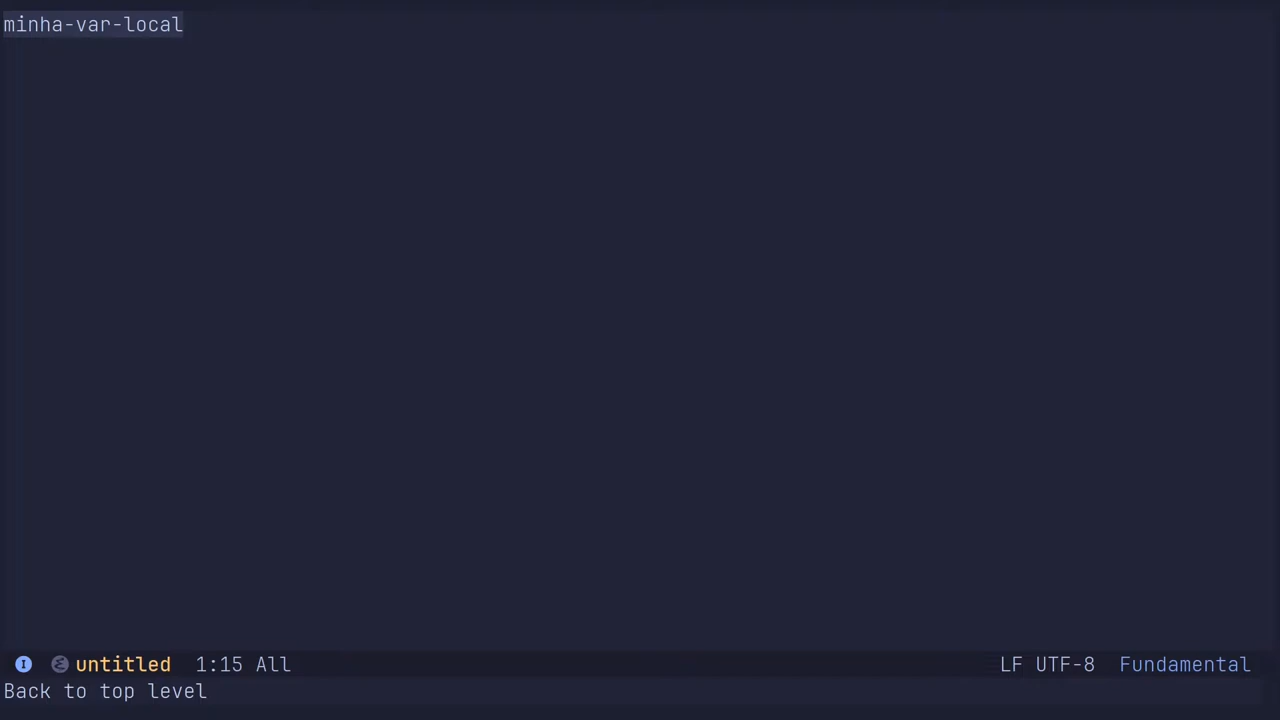 minha-var-local
I untitled 1:15 All LF UTF-8 Fundamental
Back to top level